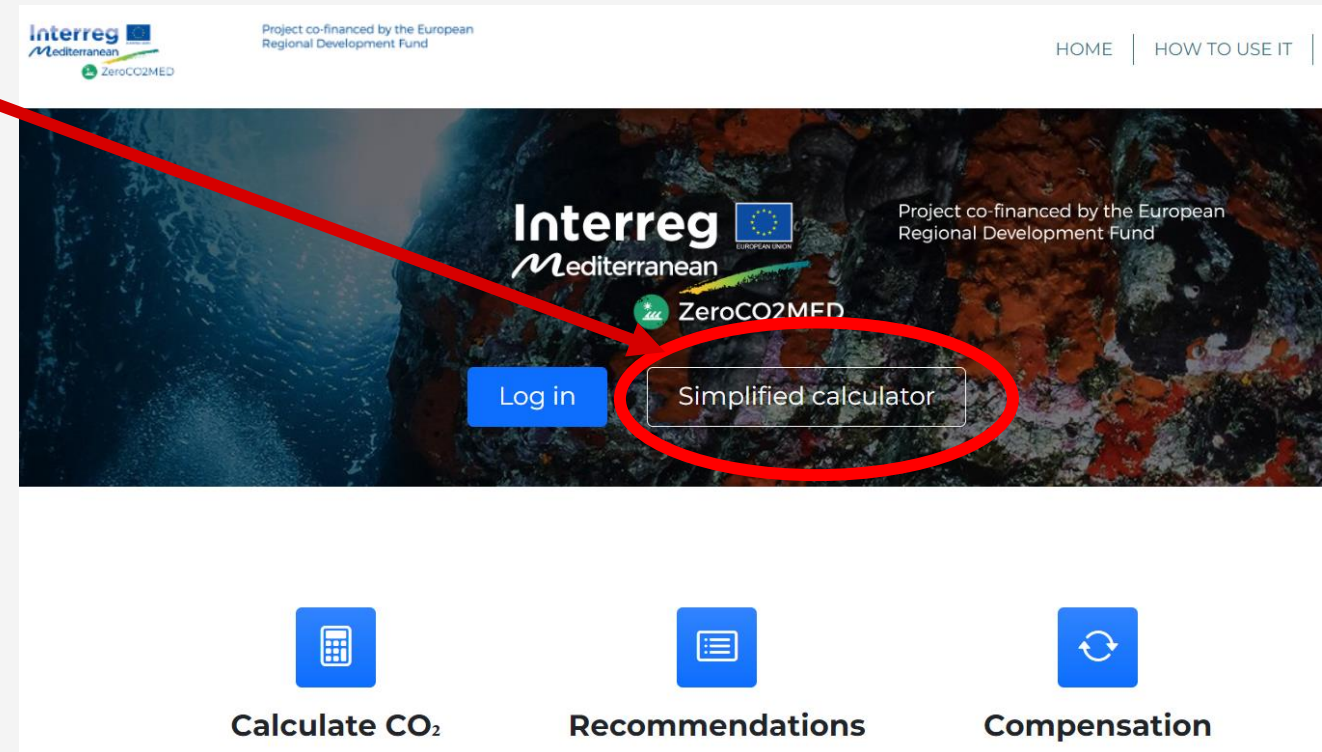 Interreg
Mediterranean
ZeroCO2MED
Project co-financed by the European
Regional Development Fund
HOME
HOW TO USE IT
Interreg
EUROPEAN UNION
Mediterranean
ZeroCO2MED
Project co-financed by the European
Regional Development Fund
Log in
Simplified calculator
Calculate CO₂
Recommendations
Compensation